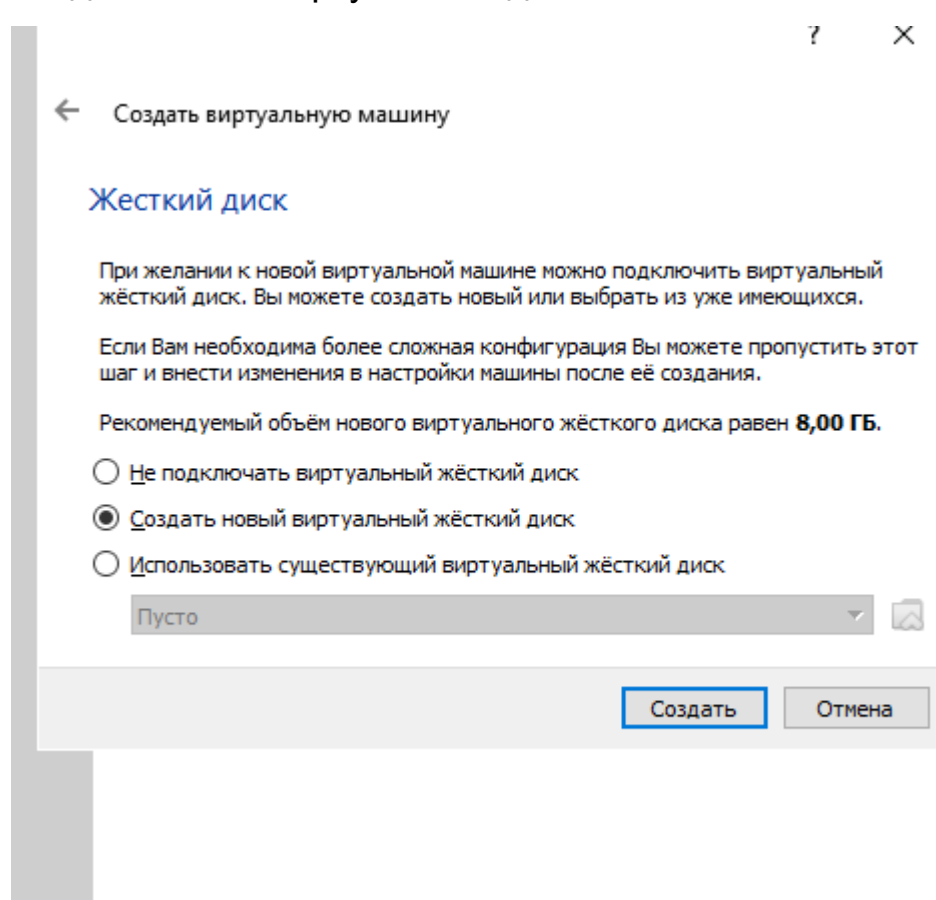 ?
Создать виртуальную машину
Жесткий диск
При желании к новой виртуальной машине можно подключить виртуальный
жёсткий диск. Вы можете создать новый или выбрать из уже имеющихся.
Если Вам необходима более сложная конфигурация Вы можете пропустить этот
шаг и внести изменения в настройки машины после её создания.
Рекомендуемый объём нового виртуального жёсткого диска равен 8,00 ГБ.
Не подключать виртуальный жёсткий диск
Создать новый виртуальный жёсткий диск
Использовать существующий виртуальный жёсткий диск
Пусто
Создать Отмена